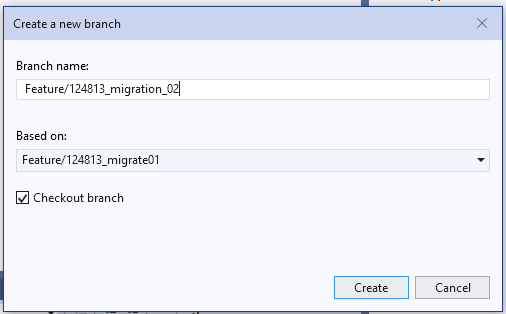 Create a new branch
Branch name:
Feature/124813_migration_02
Based on:
Feature/124813_migrate01
Checkout branch
Create Cancel